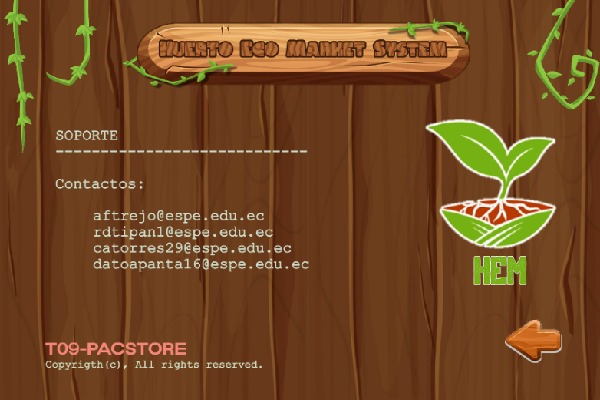 Huerto Eco Market System
SOPORTE
----------------------------
Contactos:
aftrejo@espe.edu.ec
rdtipan1@espe.edu.ec
catorres29@espe.edu.ec
datoapanta16@espe.edu.ec
HEM
T09-PACSTORE
Copyrigth(c), All rights reserved.